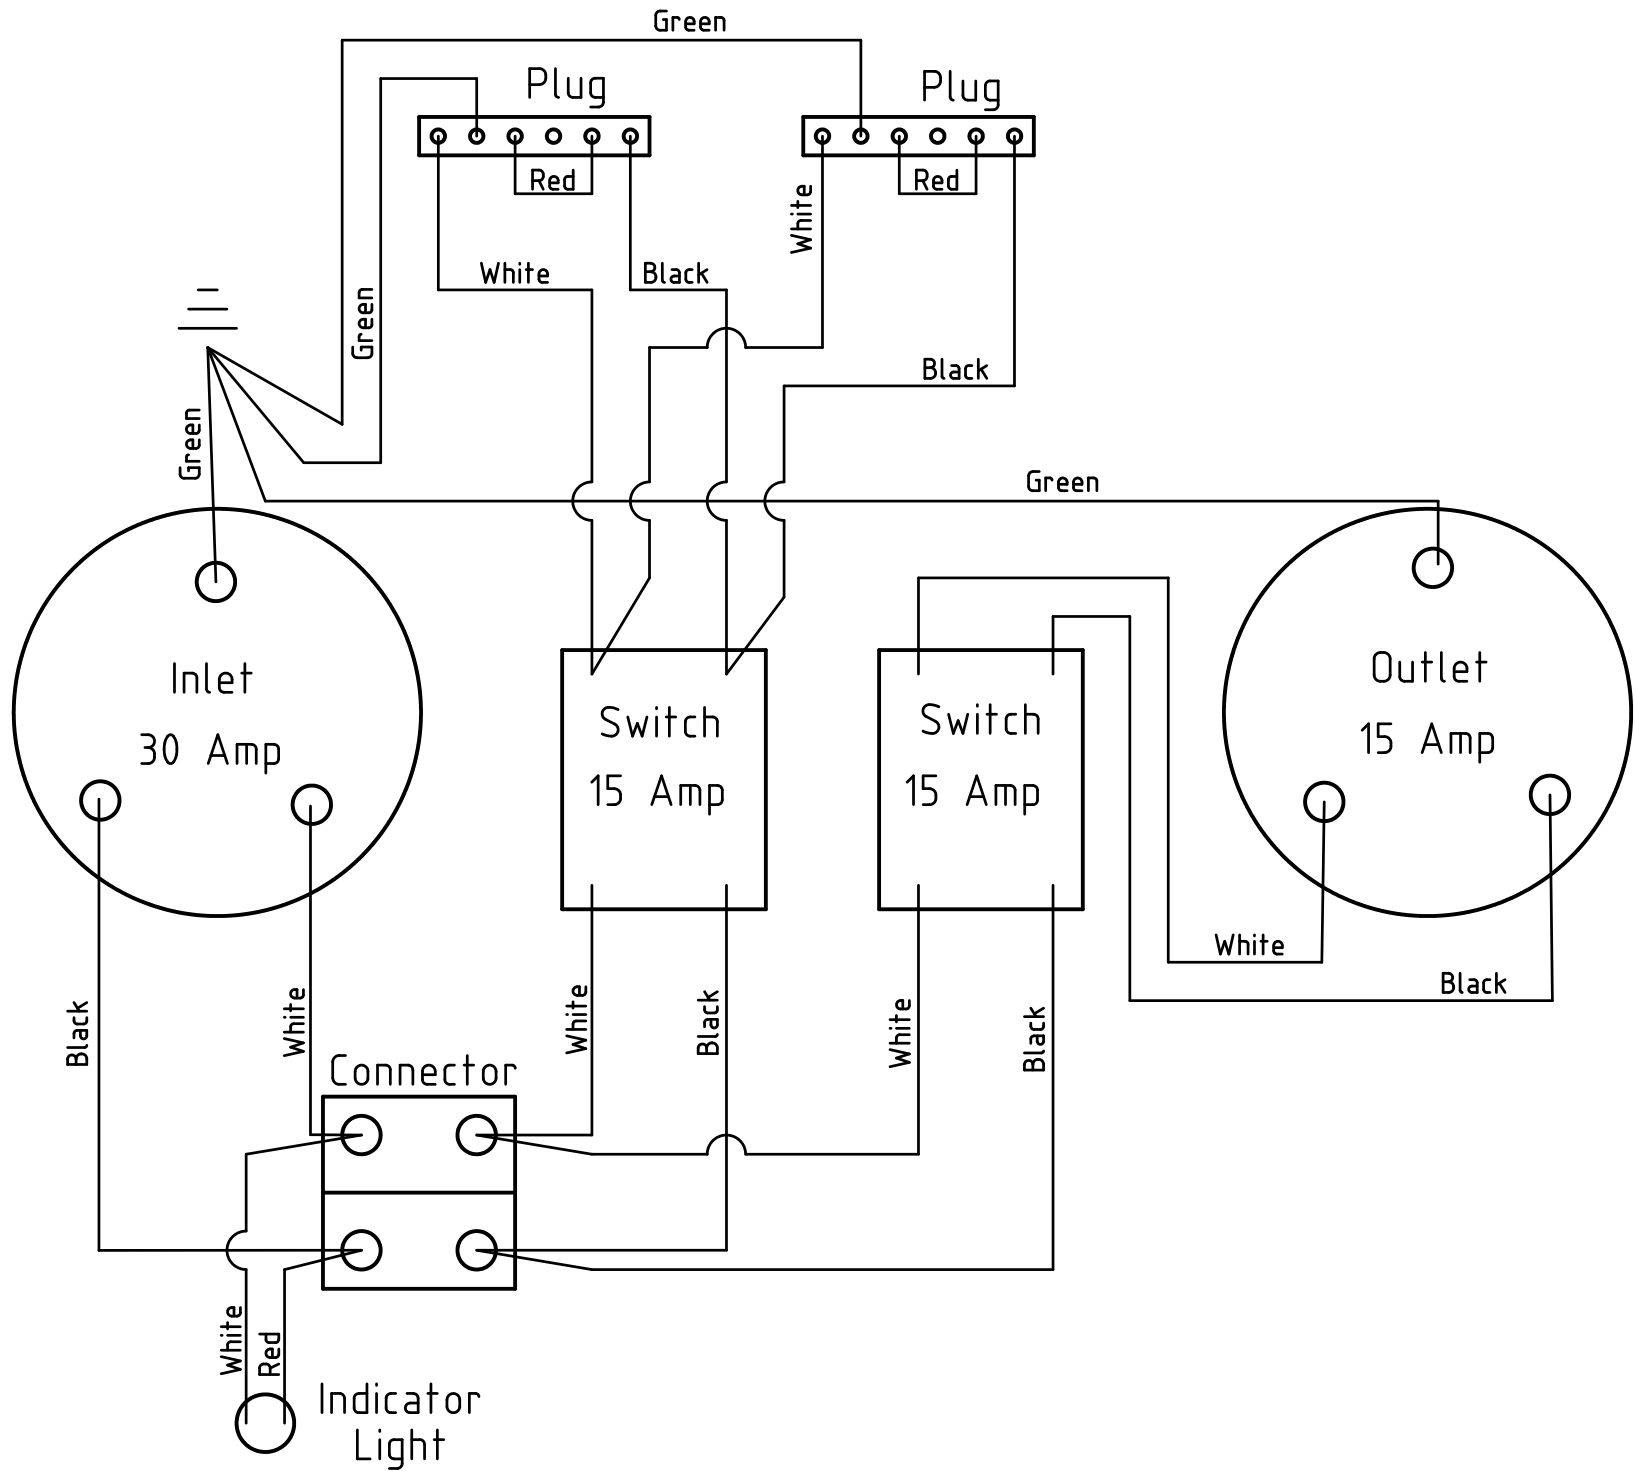 Green
Plug
Plug
Red
Red
White
White
Black
Green
Black
Green
Green
Inlet
30 Amp
Switch
15 Amp
Switch
15 Amp
Outlet
15 Amp
White
Black
Black
White
White
Black
White
Black
Connector
White
Red
Indicator
Light